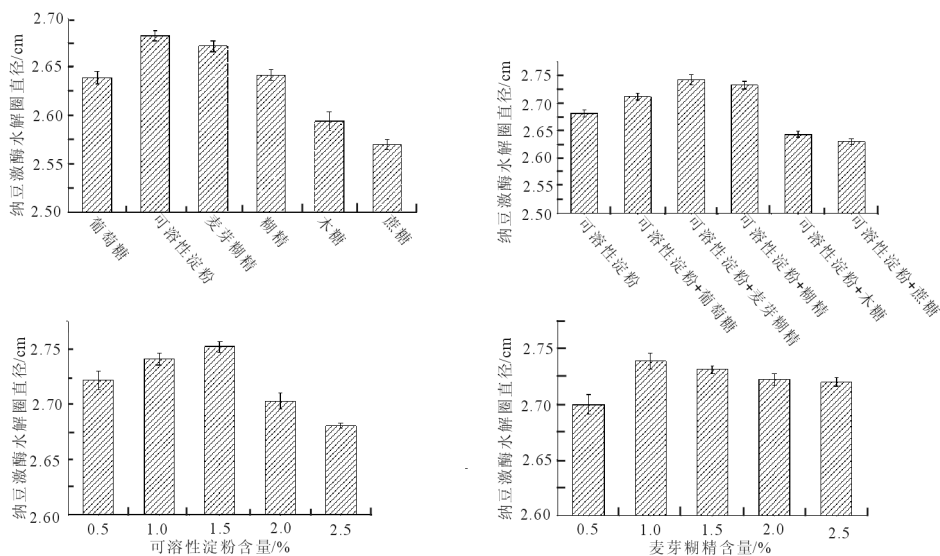 纳豆激酶水解圈直径/cm
2.70
2.65
2.60
2.55
2.50
葡萄糖
可溶性淀粉
麦芽糊精
糊精
木糖
蔗糖
纳豆激酶水解圈直径/cm
2.75
2.70
2.65
2.60
2.55
2.50
可溶性淀粉
可溶性淀粉+葡萄糖
可溶性淀粉+麦芽糊精
可溶性淀粉+糊精
可溶性淀粉+木糖
可溶性淀粉+蔗糖
纳豆激酶水解圈直径/cm
2.75
2.70
2.65
2.60
0.5 1.0 1.5 2.0 2.5
可溶性淀粉含量/%
纳豆激酶水解圈直径/cm
2.75
2.70
2.65
2.60
0.5 1.0 1.5 2.0 2.5
麦芽糊精含量/%